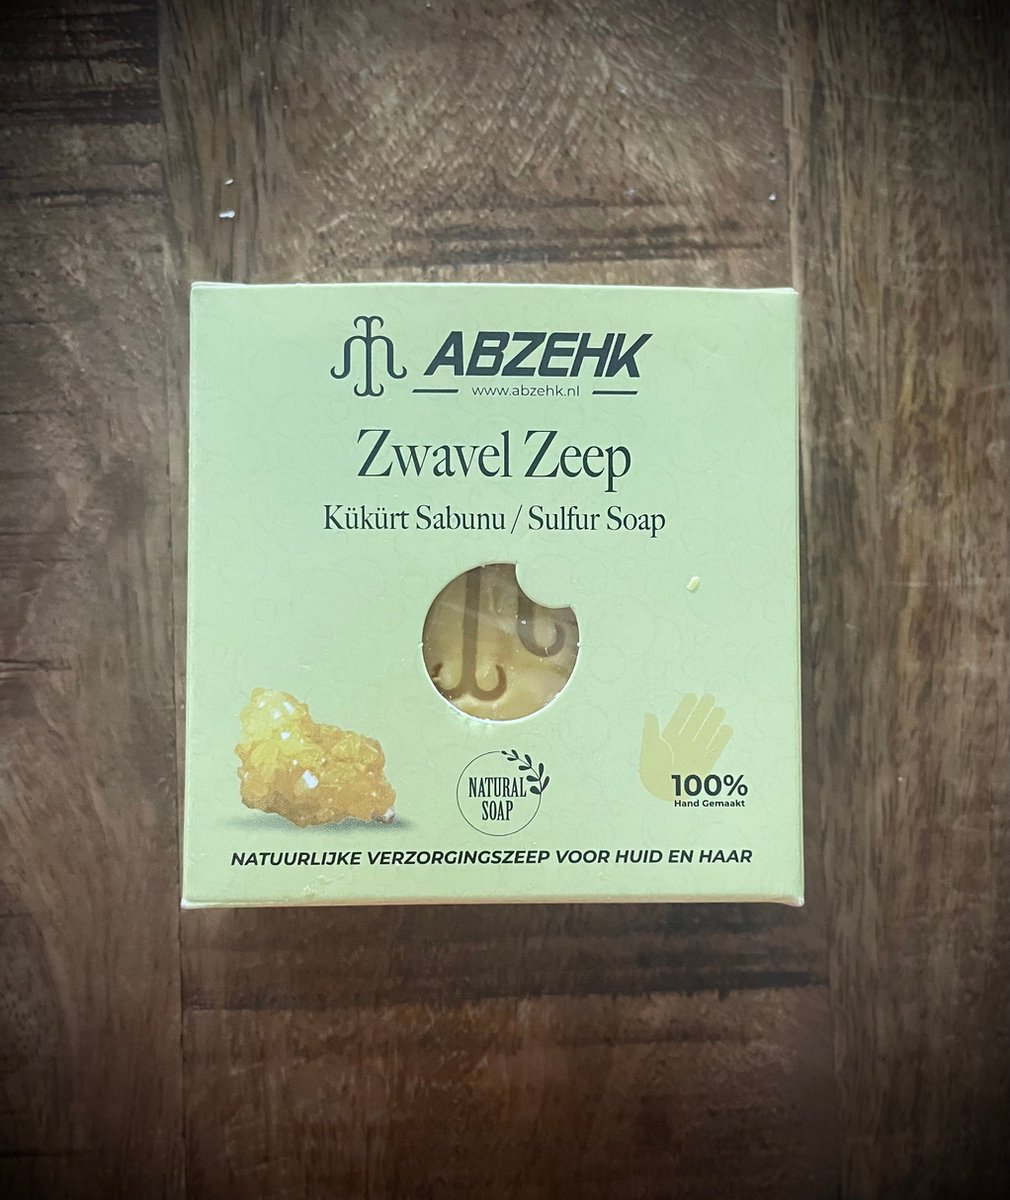 ABZEHK
www.abzehk.nl
Zwavel Zeep
Kükürt Sabunu / Sulfur Soap
NATURAL
SOAP
100%
Hand Gemaakt
NATUURLIJKE VERZORGINGSZEEP VOOR HUID EN HAAR